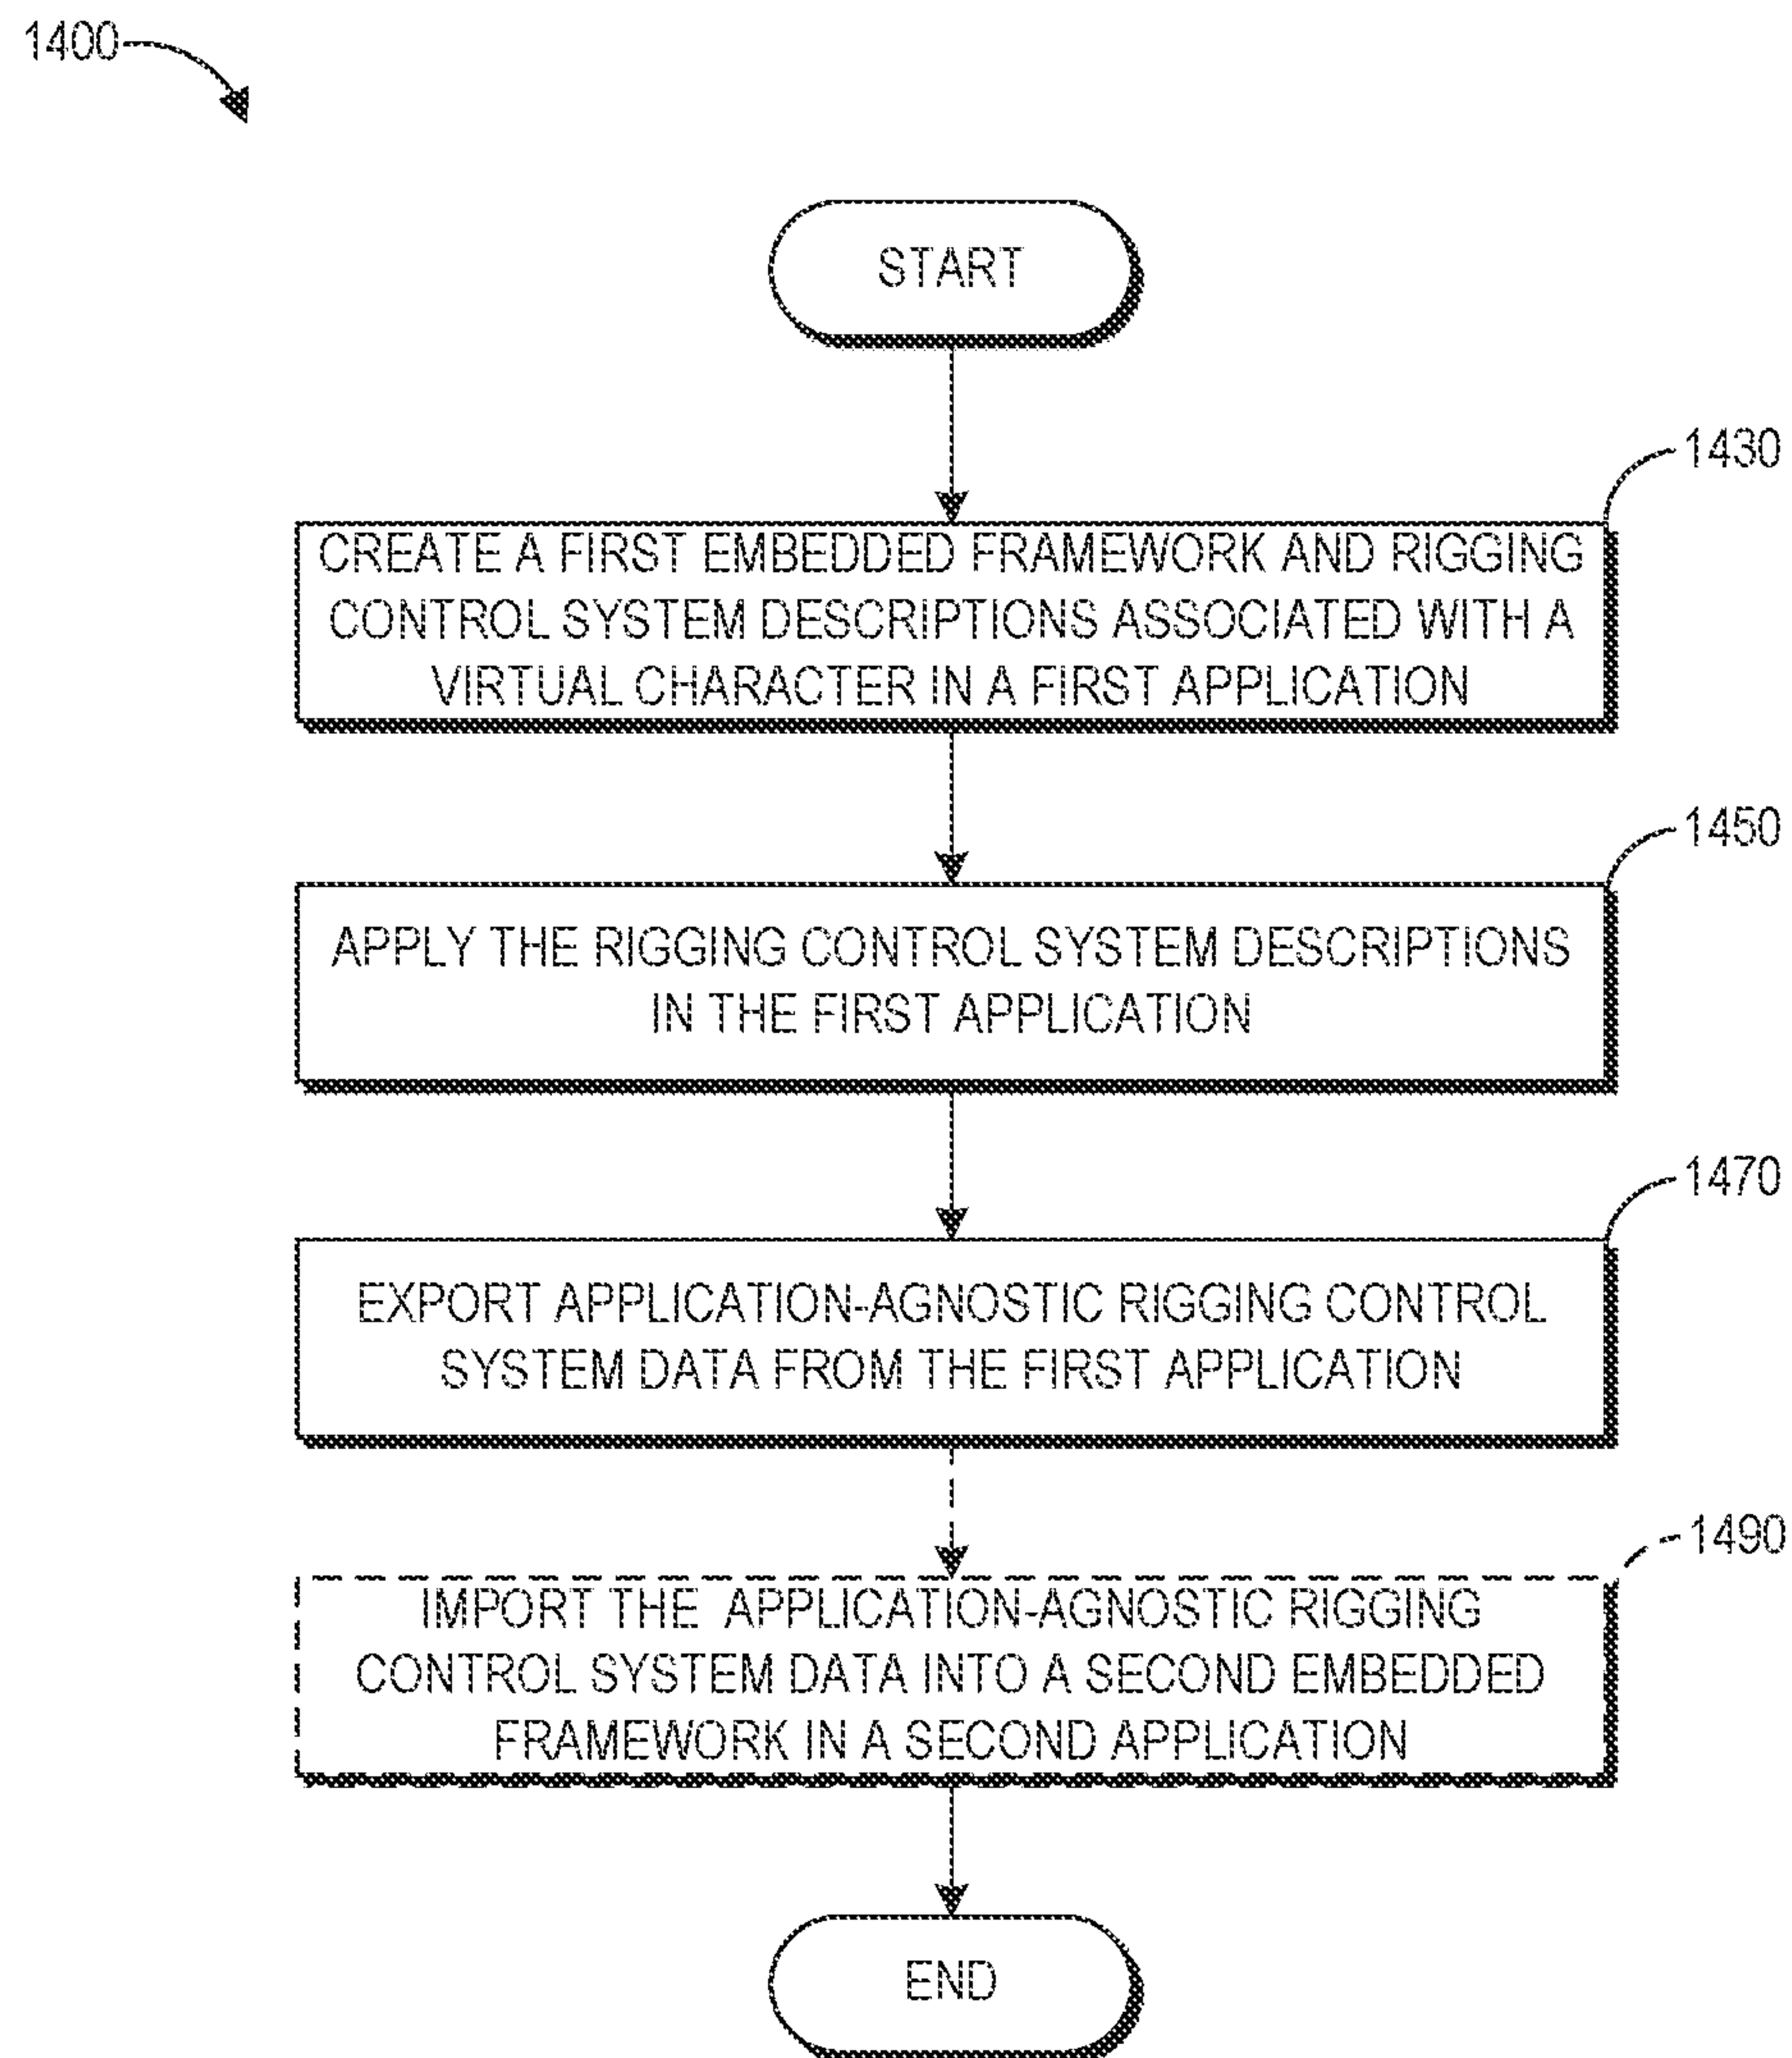 1400
START
1430
CREATE A FIRST EMBEDDED FRAMEWORK AND RIGGING
CONTROL SYSTEM DESCRIPTIONS ASSOCIATED WITH A
VIRTUAL CHARACTER IN A FIRST APPLICATION
1450
APPLY THE RIGGING CONTROL SYSTEM DESCRIPTIONS
IN THE FIRST APPLICATION
1470
EXPORT APPLICATION-AGNOSTIC RIGGING CONTROL
SYSTEM DATA FROM THE FIRST APPLICATION
1490
IMPORT THE APPLICATION-AGNOSTIC RIGGING
CONTROL SYSTEM DATA INTO A SECOND EMBEDDED
FRAMEWORK IN A SECOND APPLICATION
END